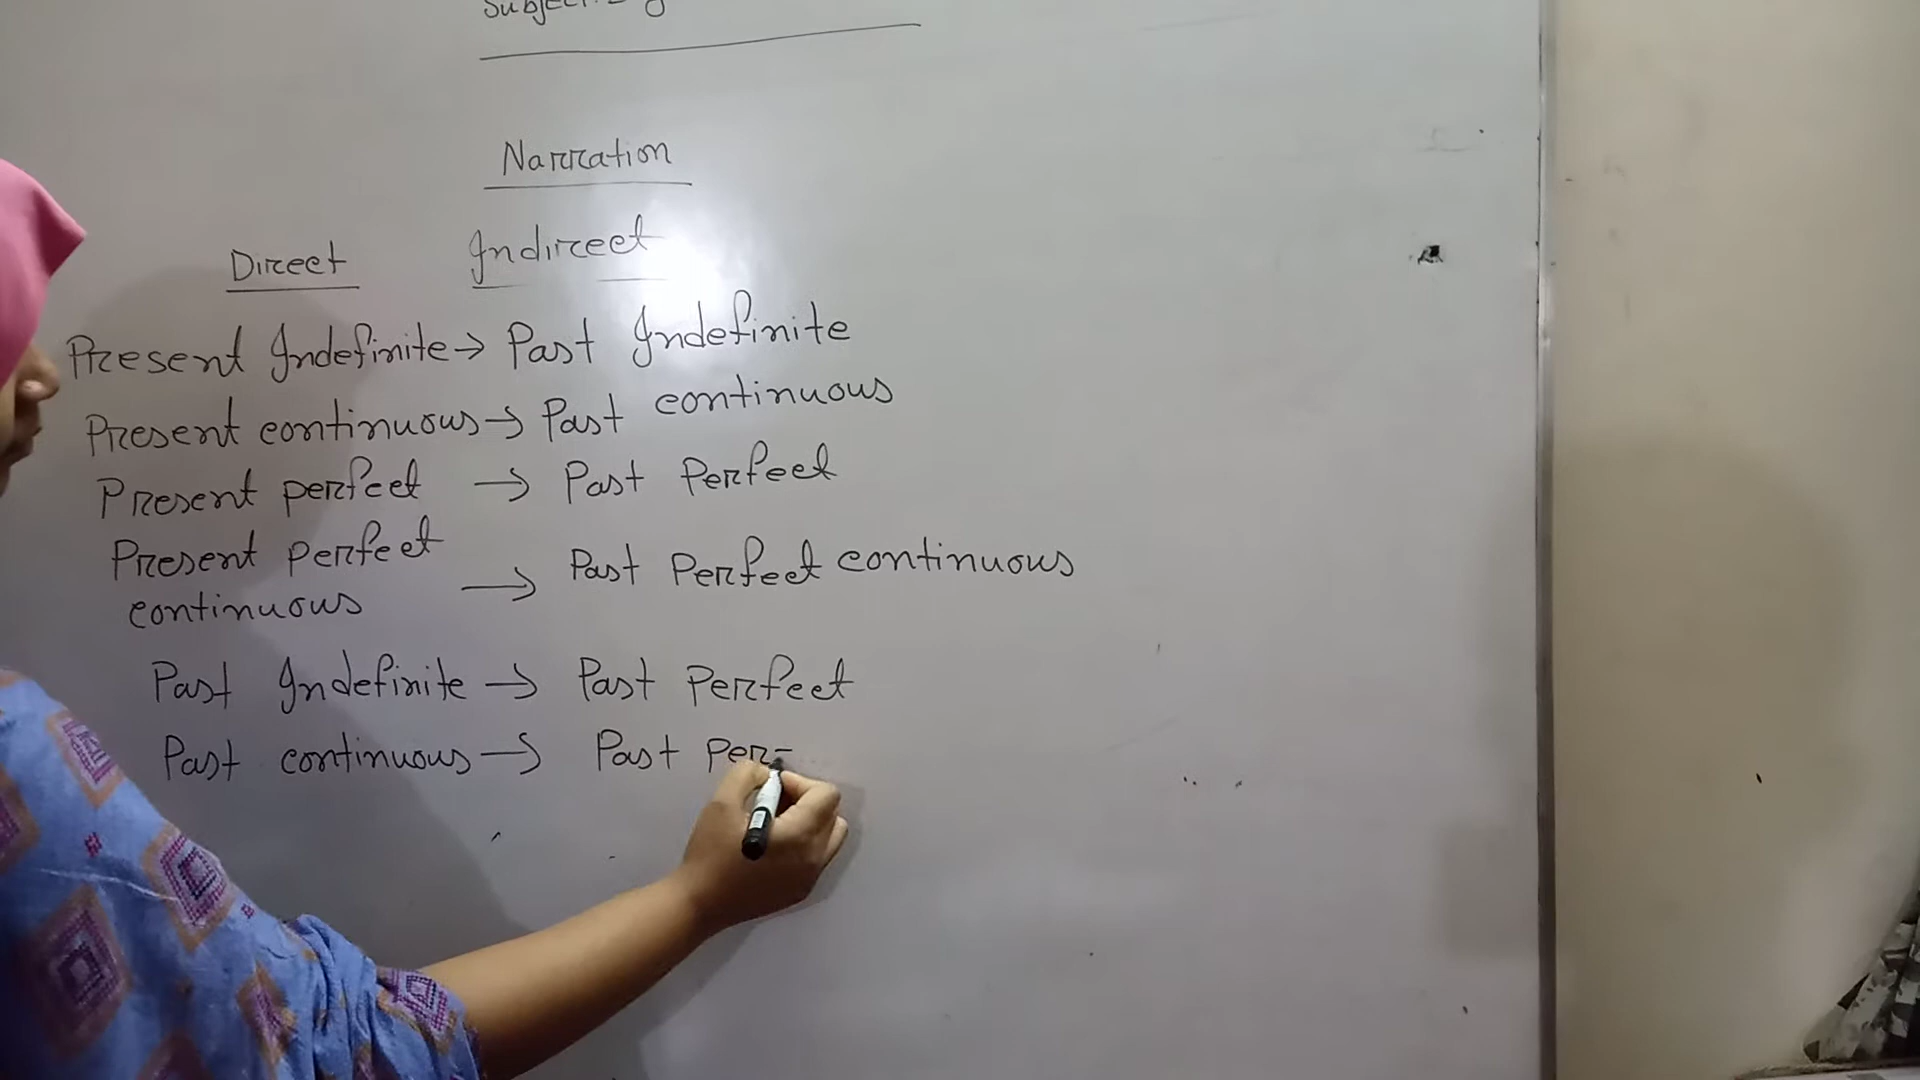 Subject:
Narration
Direct Indirect
Present Indefinite → Past Indefinite
Present continuous → Past continuous
Present perfect → Past Perfect
Present perfect
continuous → Past Perfect continuous
Past Indefinite → Past perfect
Past continuous → Past per